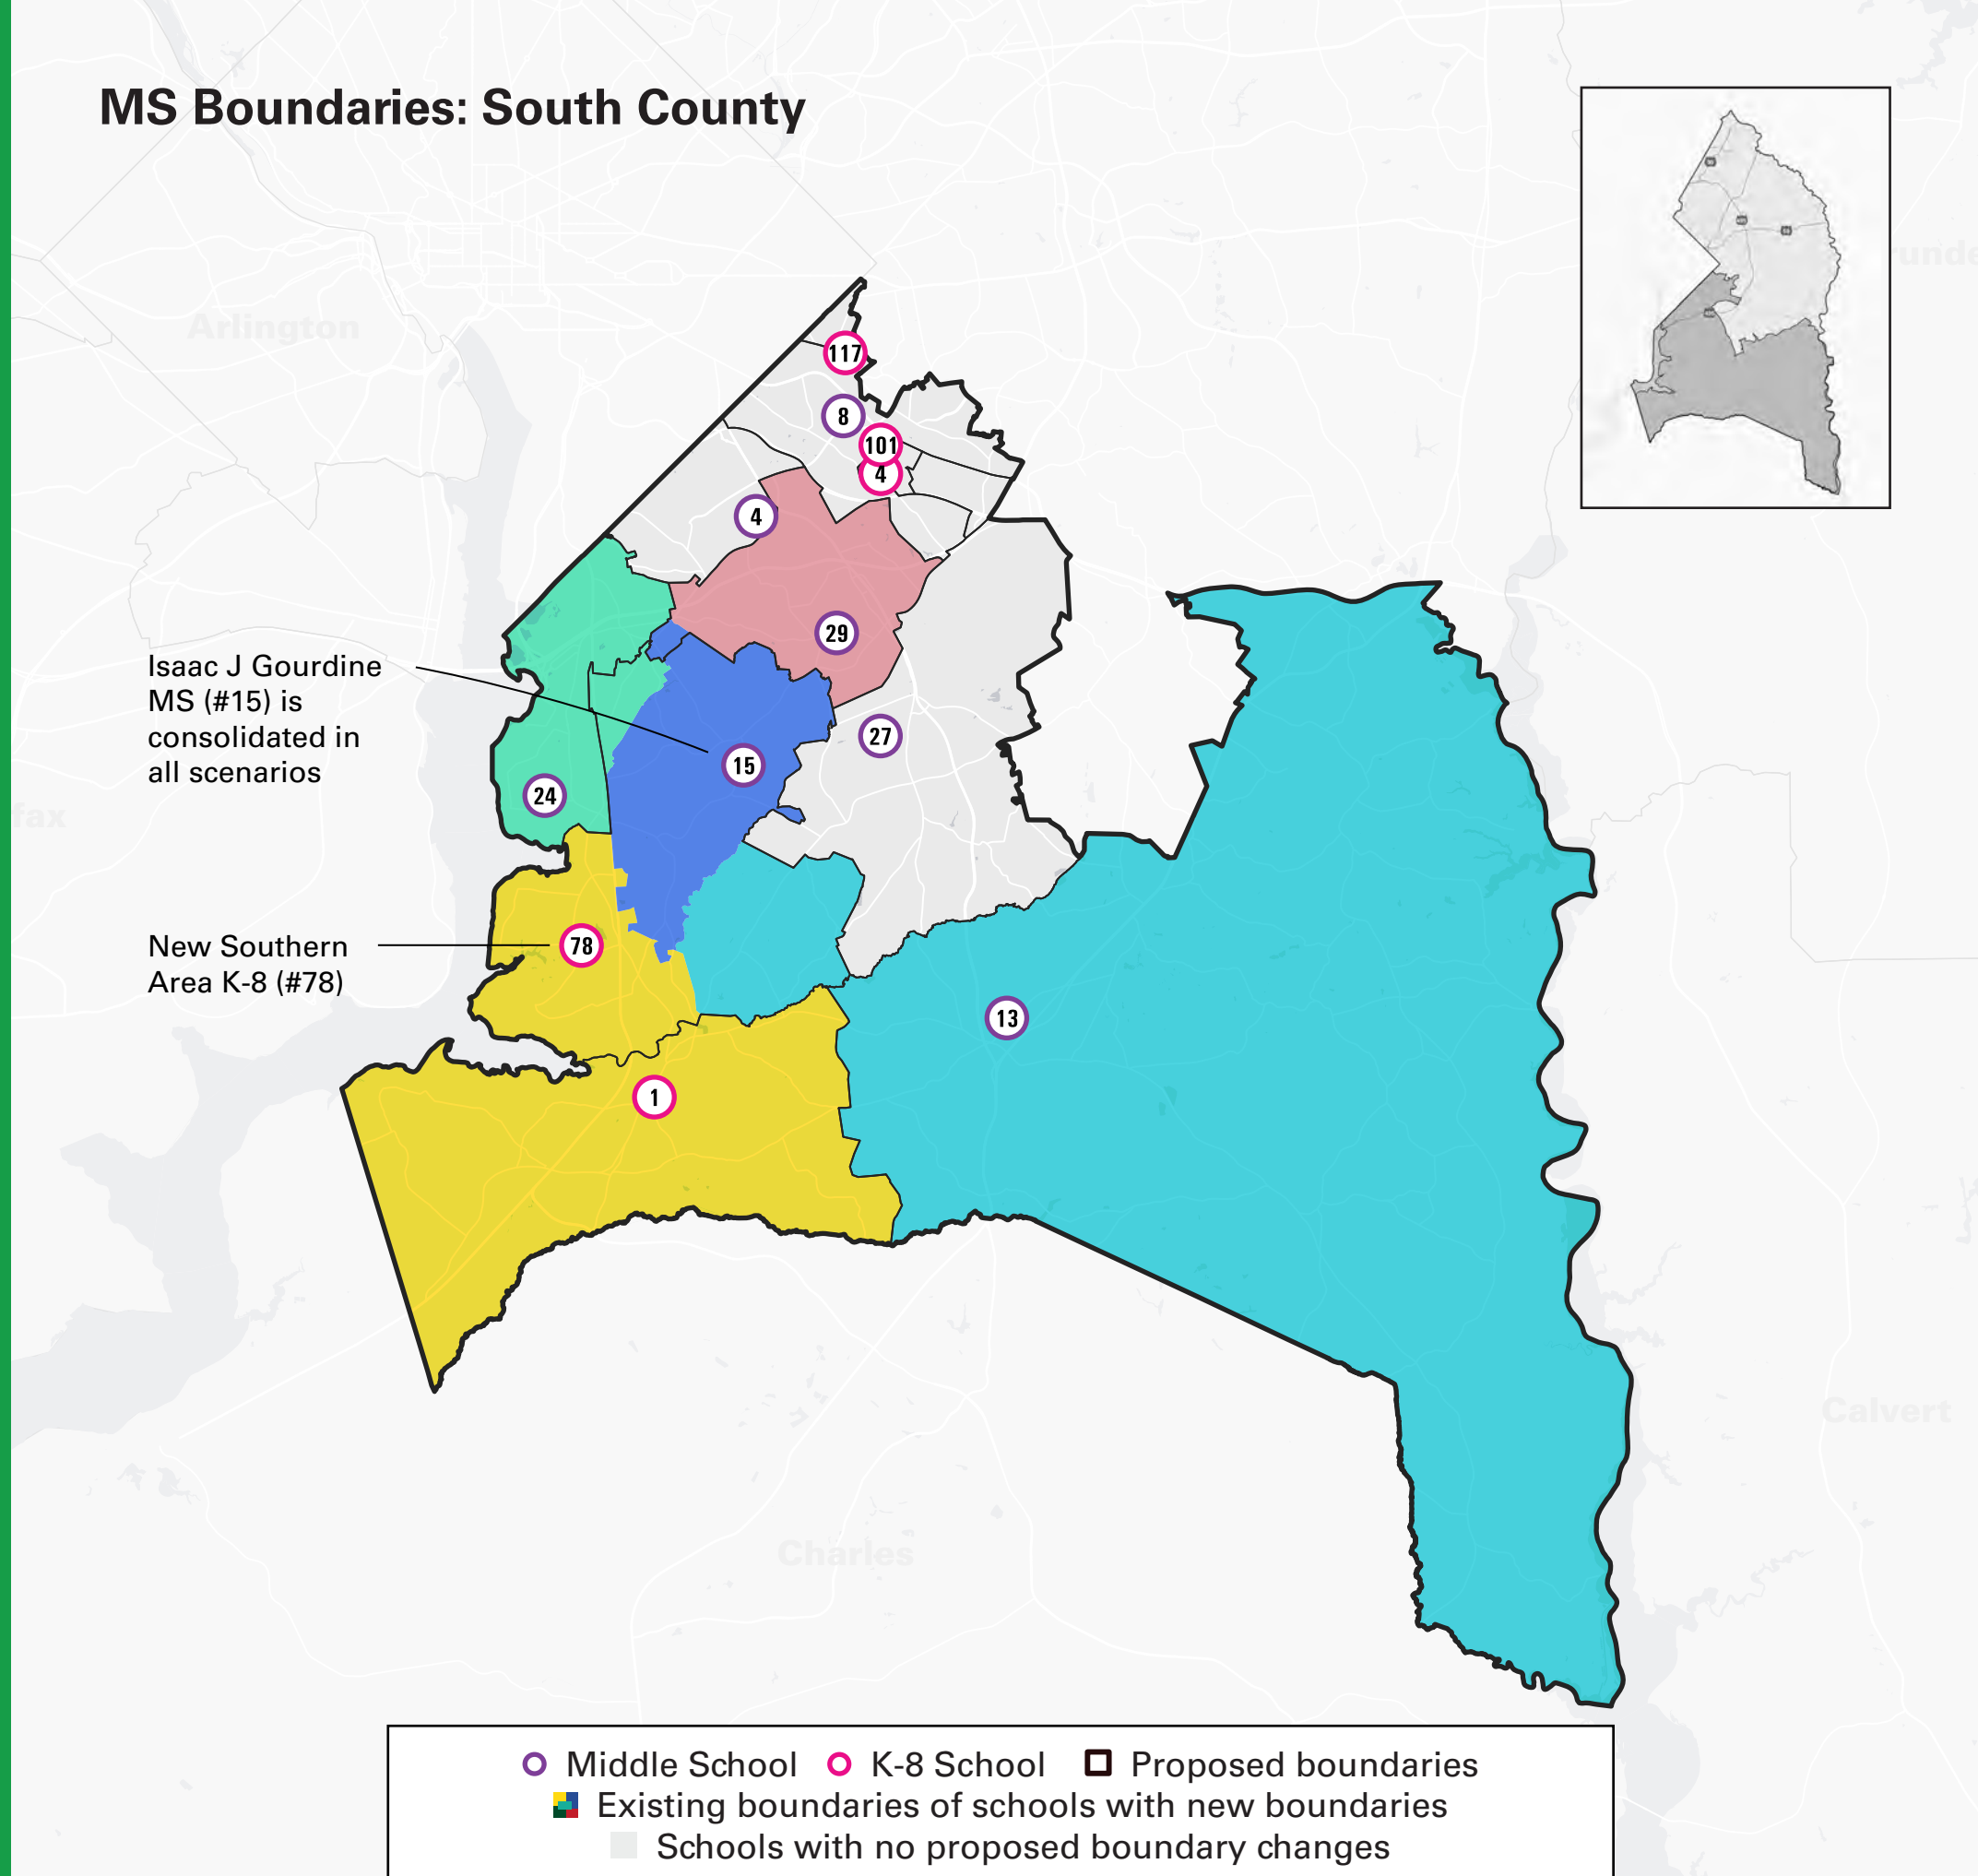 MS Boundaries: South County
Arlington
runde
117
8
101
4
4
29
Isaac J Gourdine
MS (#15) is
consolidated in
all scenarios
27
15
24
fax
New Southern
Area K-8 (#78)
78
13
1
Calvert
Charles
Middle School
K-8 School
Proposed boundaries
Existing boundaries of schools with new boundaries
Schools with no proposed boundary changes